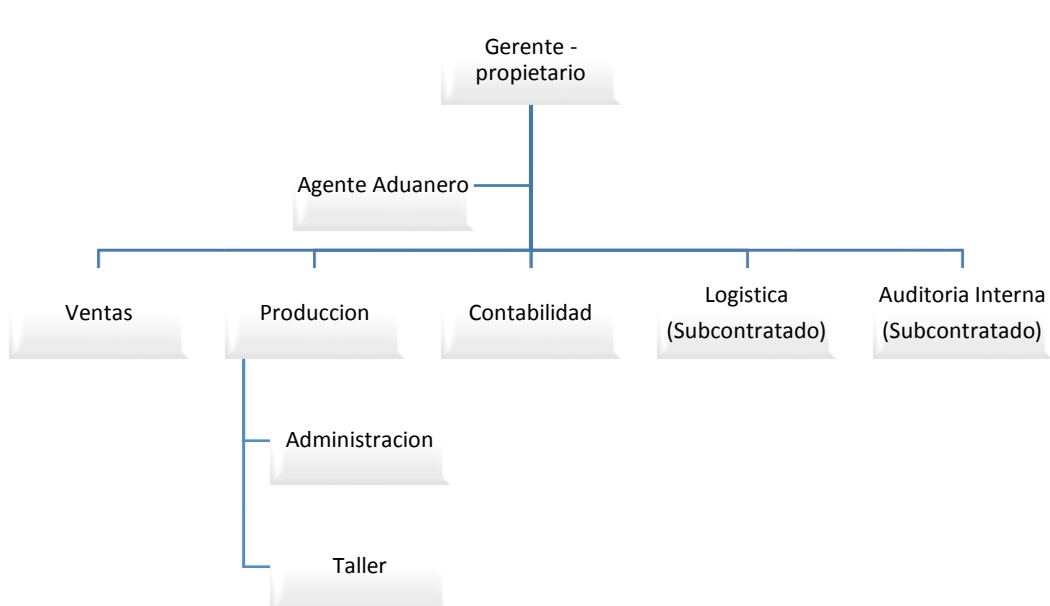 Gerente -
propietario
Agente Aduanero
Ventas
Produccion
Contabilidad
Logistica
(Subcontratado)
Auditoria Interna
(Subcontratado)
Administracion
Taller